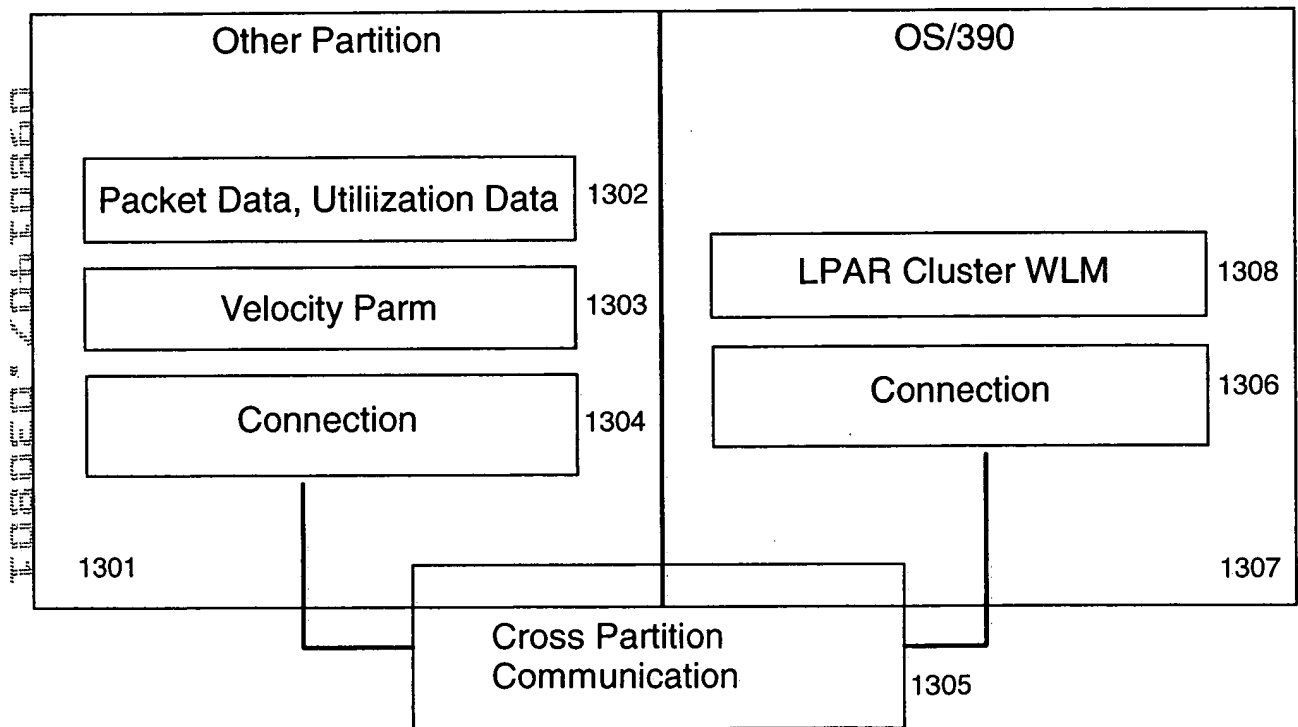 Other Partition
OS/390
Packet Data, Utiliization Data
1302
Velocity Parm
1303
Connection
1304
LPAR Cluster WLM
1308
Connection
1306
1301
1307
Cross Partition
Communication
1305